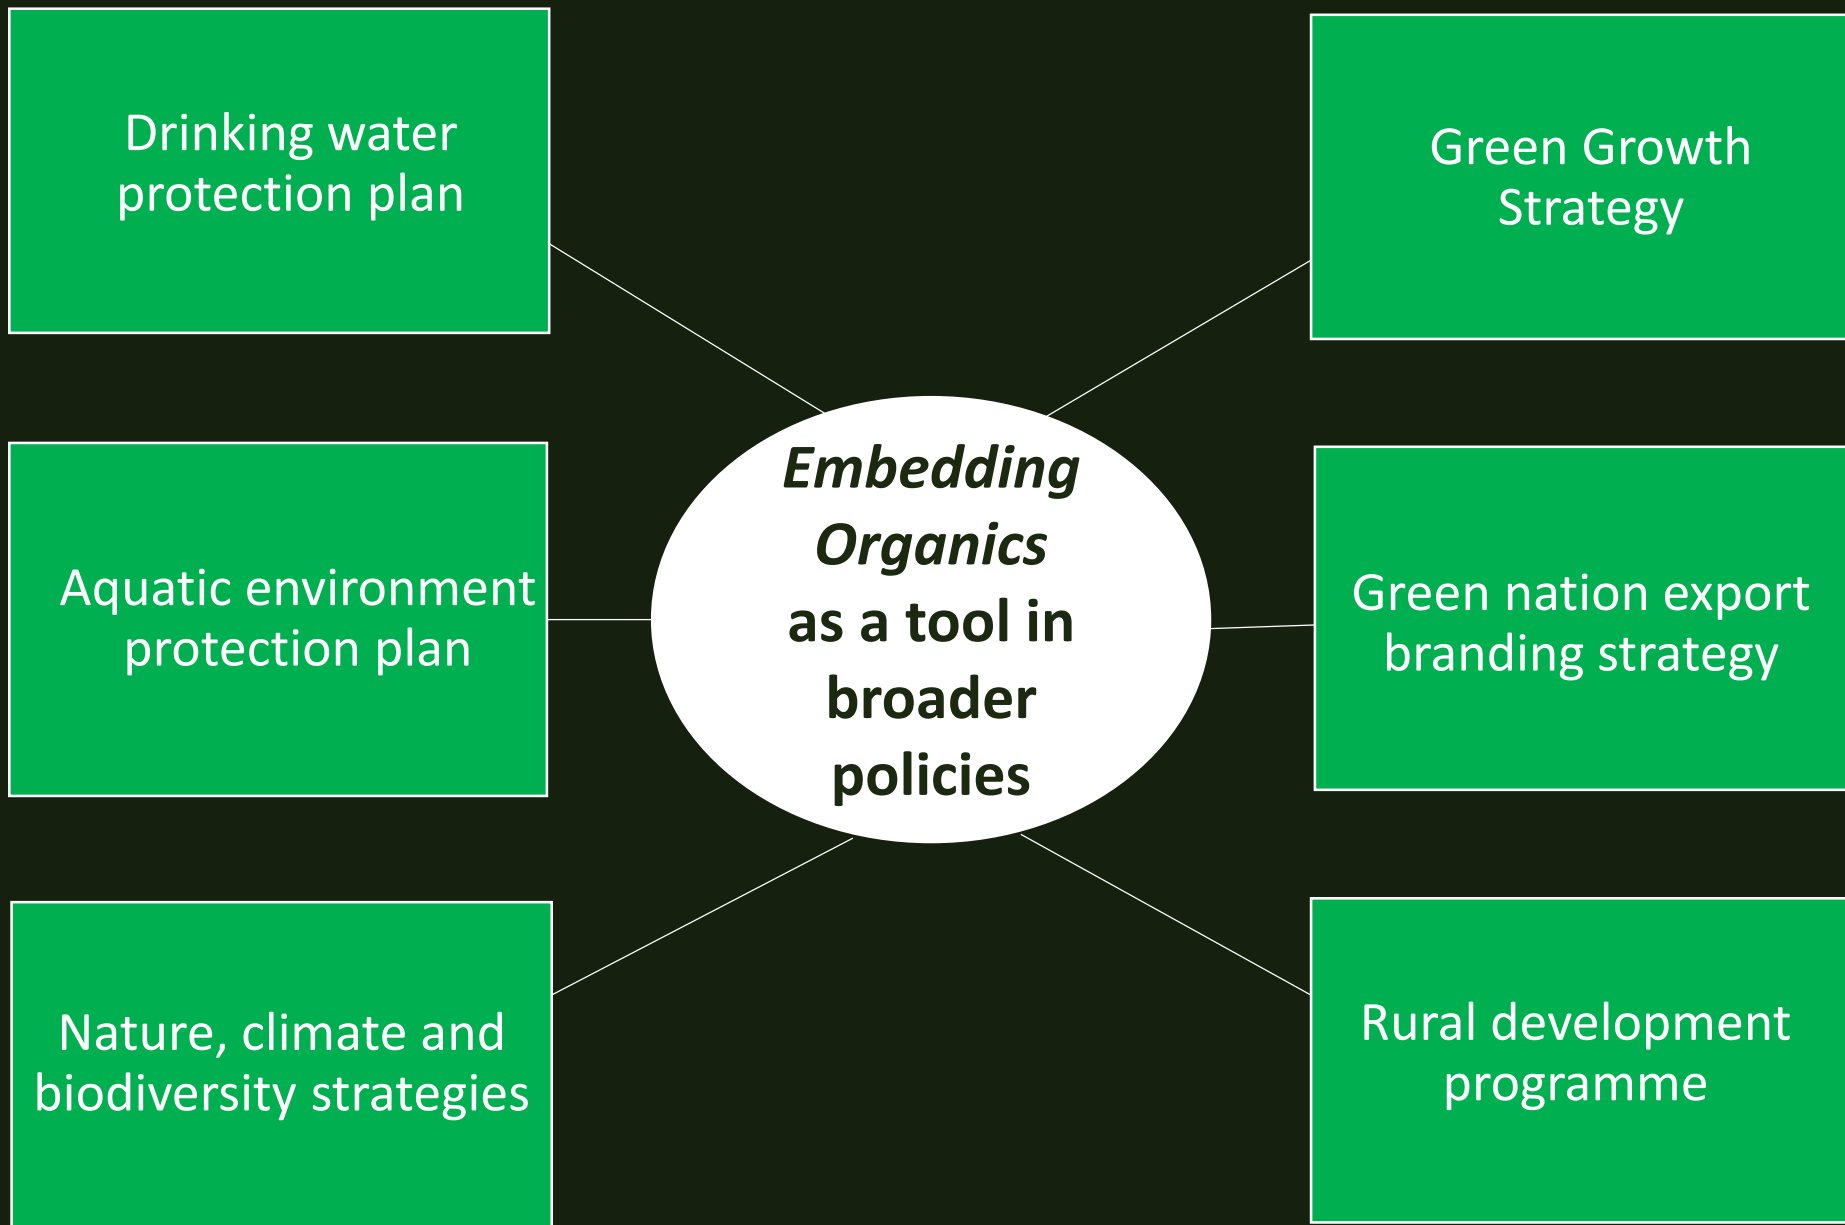 Drinking water
protection plan
Green Growth
Strategy
Embedding
Organics
as a tool in
broader
policies
Aquatic environment
protection plan
Green nation export
branding strategy
Nature, climate and
biodiversity strategies
Rural development
programme